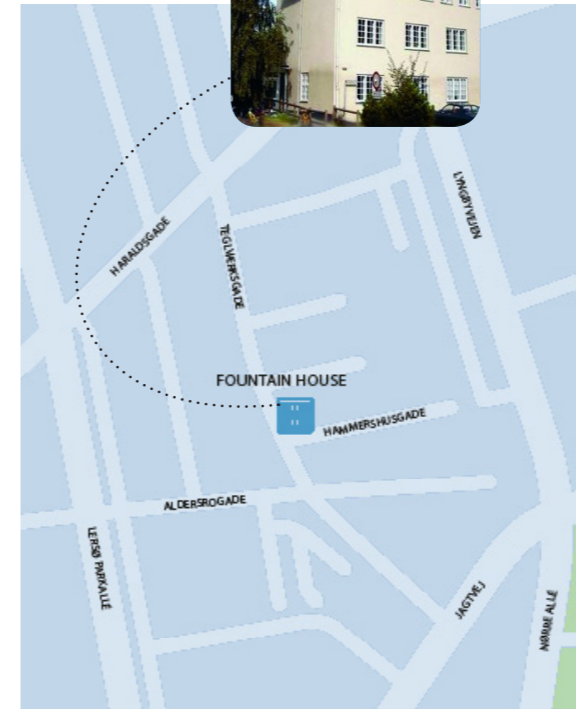 LYNGBYVEJEN
HARALDSGADE
TEGLVÆRKSGADE
FOUNTAIN HOUSE
HAMMERSHUSGADE
ALDERSROGADE
LERSØ PARKALLÉ
JAGTVEJ
NØRRE ALLÉ